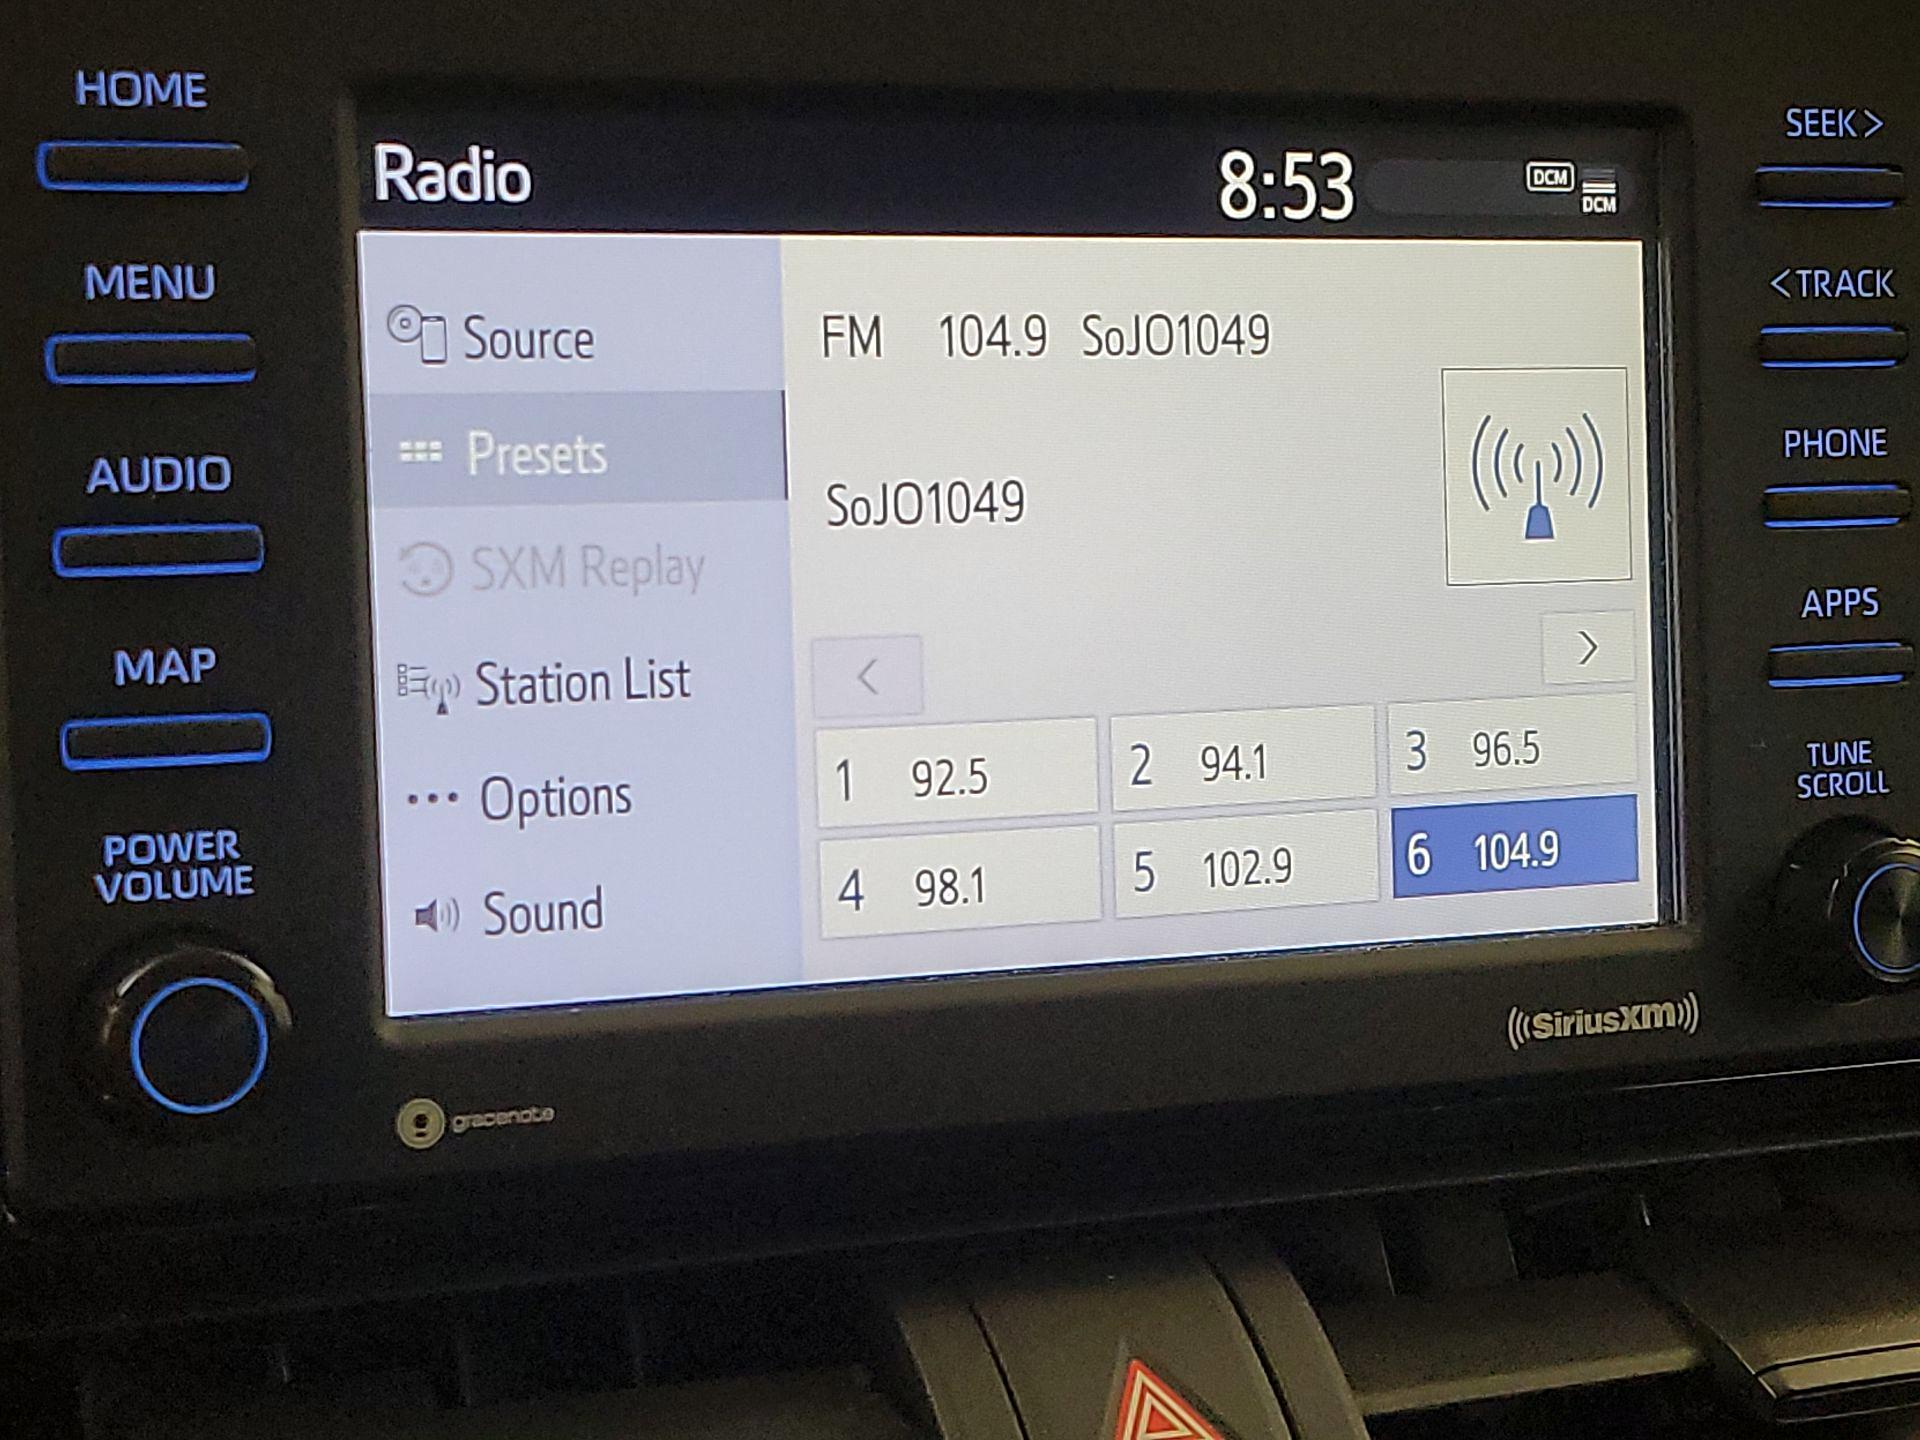 HOME
MENU
AUDIO
MAP
POWER
VOLUME
Radio
8:53
DCM
DCM
Source
Presets
SXM Replay
Station List
Options
Sound
FM 104.9 SoJO1049
SoJO1049
<
>
1 92.5
2 94.1
3 96.5
4 98.1
5 102.9
6 104.9
SEEK >
< TRACK
PHONE
APPS
TUNE
SCROLL
((SiriusXM))
gracenote